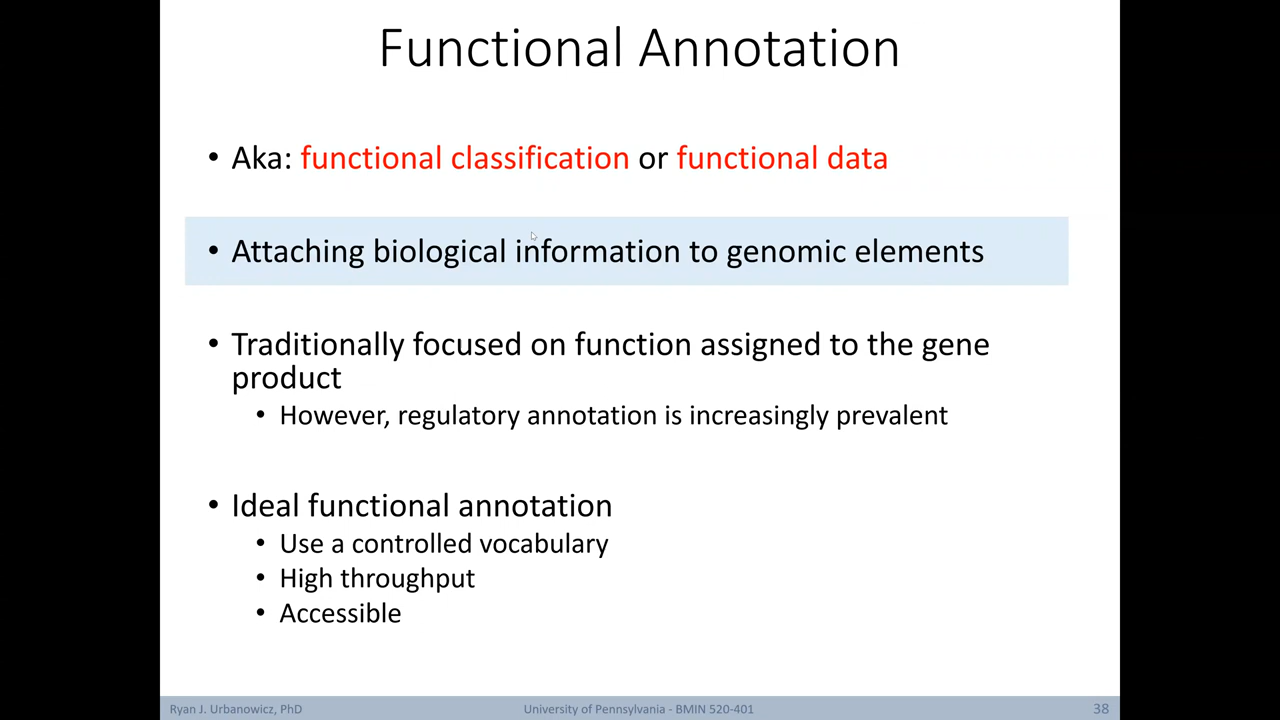 Functional Annotation
• Aka: functional classification or functional data
• Attaching biological information to genomic elements
• Traditionally focused on function assigned to the gene
product
• However, regulatory annotation is increasingly prevalent
• Ideal functional annotation
• Use a controlled vocabulary
• High throughput
• Accessible
Ryan J. Urbanowicz, PhD University of Pennsylvania - BMIN 520-401 38